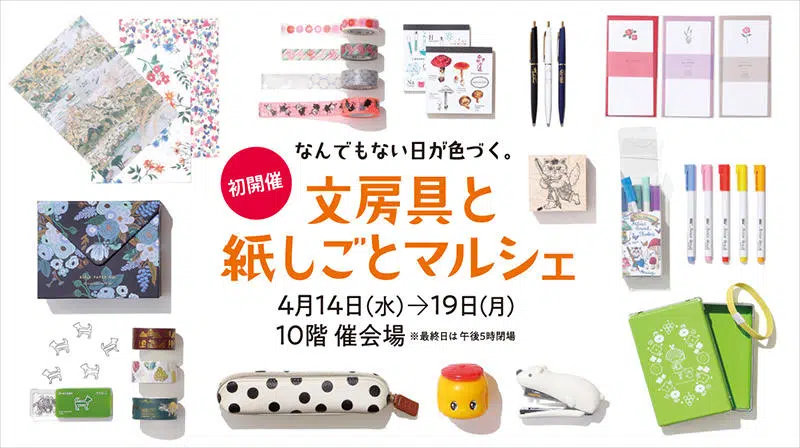 なんでもない日が色づく。
初開催
文房具と
紙しごとマルシェ
4月14日(水)→19日(月)
10階 催会場 ※最終日は午後5時閉場